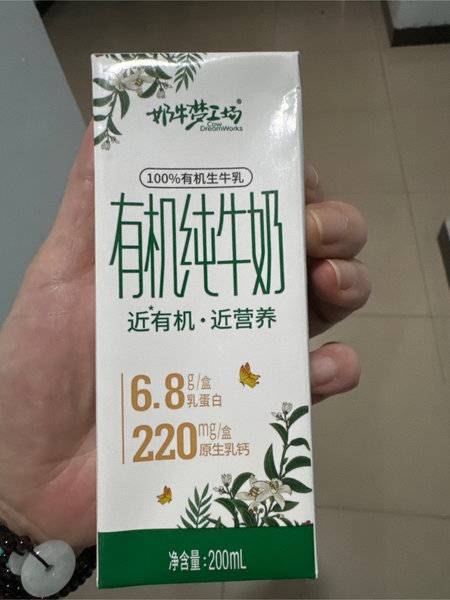 奶牛梦工场®
Cow
DreamWorks
100%有机生牛乳
有机纯牛奶
近有机·近营养
6.8g/盒
乳蛋白
220mg/盒
原生乳钙
净含量:200mL